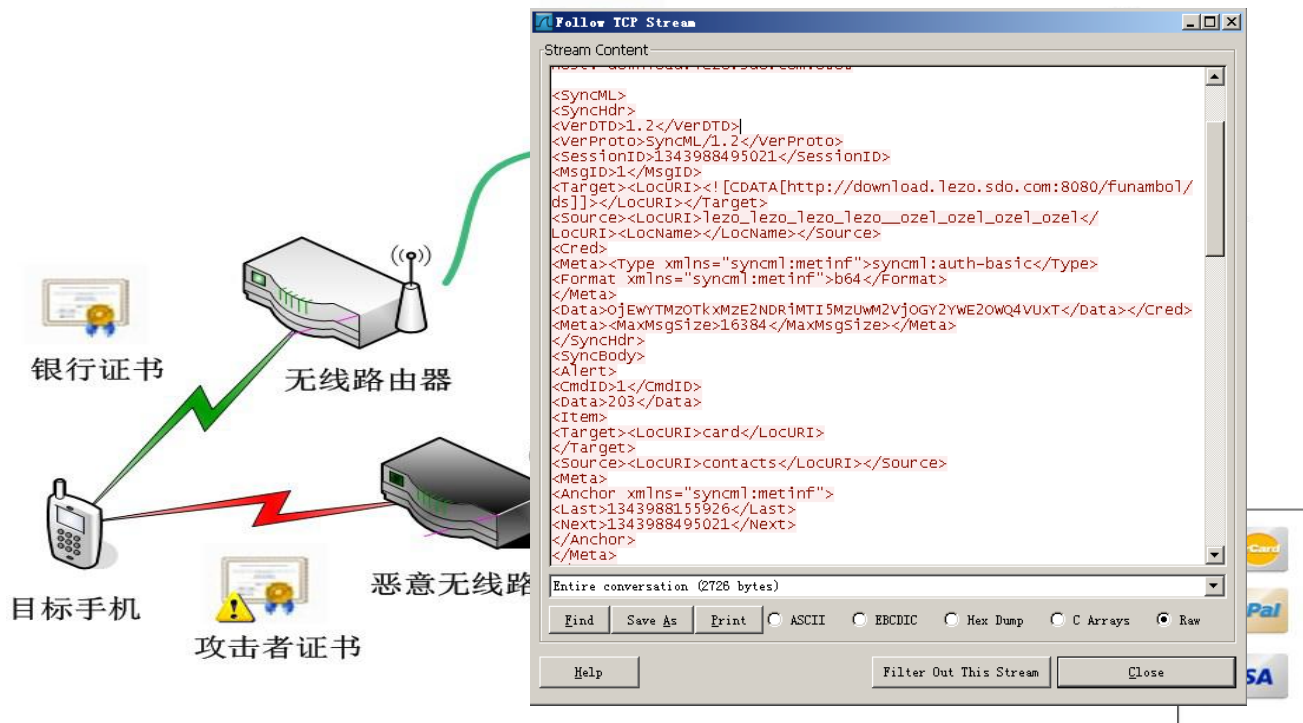 Follow TCP Stream
Stream Content
<SyncML>
<SyncHdr>
<VerDTD>1.2</VerDTD>
<VerProto>SyncML/1.2</VerProto>
<SessionID>1343988495021</SessionID>
<MsgID>1</MsgID>
<Target><LocURI><![CDATA[http://download.lezo.sdo.com:8080/funambol/
ds]]></LocURI></Target>
<Source><LocURI>lezo_lezo_lezo_lezo__ozel_ozel_ozel_ozel</
LocURI><LocName></LocName></Source>
<Cred>
<Meta><Type xmlns="syncml:metinf">syncml:auth-basic</Type>
<Format xmlns="syncml:metinf">b64</Format>
</Meta>
<Data>OjEwYTMzOTkxMzE2NDRiMTI5MzUwM2VjOGY2YWE2OWQ4VUxT</Data></Cred>
<Meta><MaxMsgSize>16384</MaxMsgSize></Meta>
</SyncHdr>
<SyncBody>
<Alert>
<CmdID>1</CmdID>
<Data>203</Data>
<Item>
<Target><LocURI>card</LocURI>
</Target>
<Source><LocURI>contacts</LocURI></Source>
<Meta>
<Anchor xmlns="syncml:metinf">
<Last>1343988155926</Last>
<Next>1343988495021</Next>
</Anchor>
</Meta>
Entire conversation (2726 bytes)
Find Save As Print ASCII EBCDIC Hex Dump C Arrays Raw
Help Filter Out This Stream Close
银行证书
无线路由器
恶意无线路
目标手机
攻击者证书
Card
Pal
SA